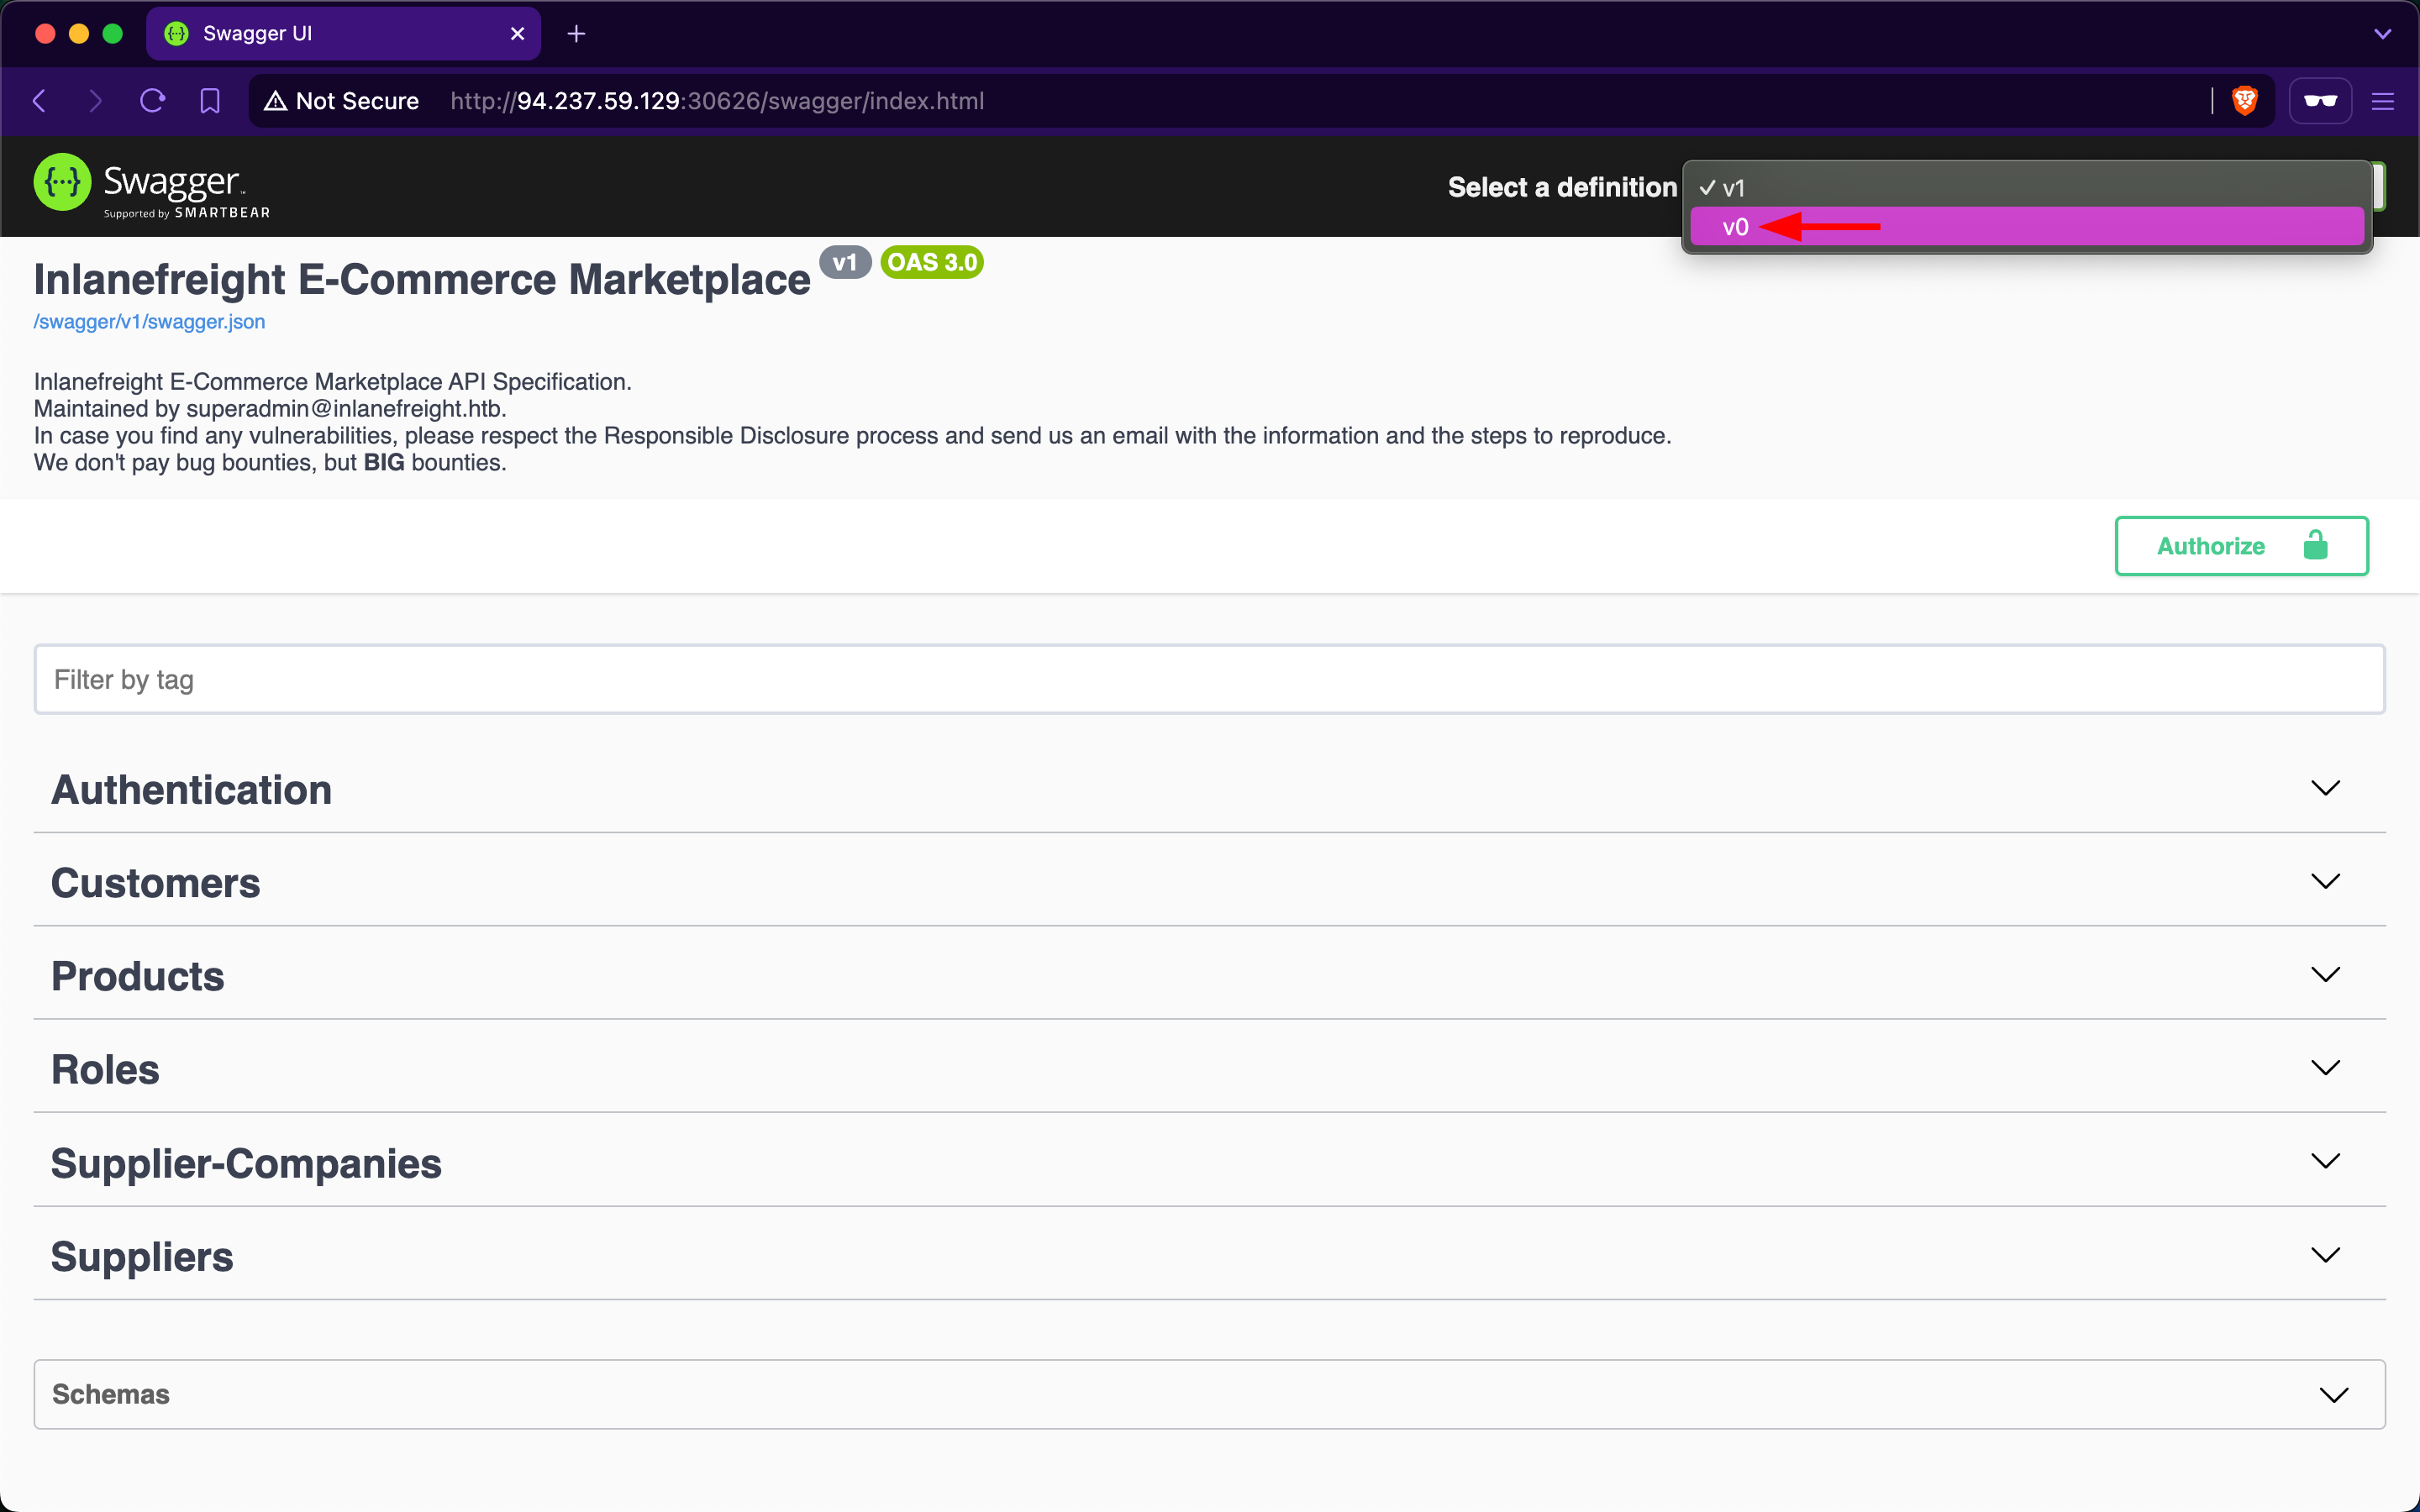 Swagger UI
Not Secure http://94.237.59.129:30626/swagger/index.html
Swagger
Supported by SMARTBEAR
Select a definition
✓ v1
v0
Inlanefreight E-Commerce Marketplace v1 OAS 3.0
/swagger/v1/swagger.json
Inlanefreight E-Commerce Marketplace API Specification.
Maintained by superadmin@inlanefreight.htb.
In case you find any vulnerabilities, please respect the Responsible Disclosure process and send us an email with the information and the steps to reproduce.
We don't pay bug bounties, but BIG bounties.
Authorize
Filter by tag
Authentication
Customers
Products
Roles
Supplier-Companies
Suppliers
Schemas